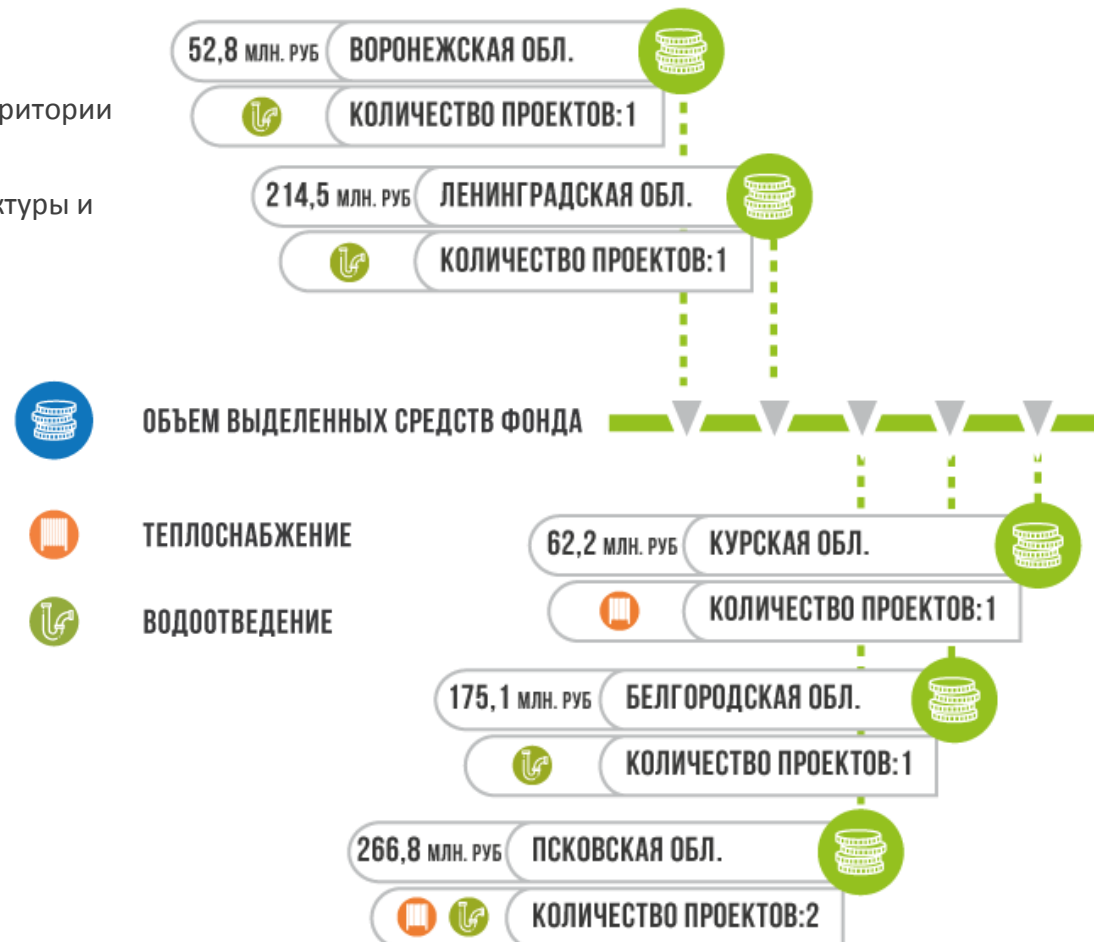 52,8 МЛН. РУБ ВОРОНЕЖСКАЯ ОБЛ.
ритории
КОЛИЧЕСТВО ПРОЕКТОВ:1
214,5 МЛН. РУБ ЛЕНИНГРАДСКАЯ ОБЛ.
ктуры и
КОЛИЧЕСТВО ПРОЕКТОВ:1
ОБЪЕМ ВЫДЕЛЕННЫХ СРЕДСТВ ФОНДА
ТЕПЛОСНАБЖЕНИЕ
ВОДООТВЕДЕНИЕ
62,2 МЛН. РУБ КУРСКАЯ ОБЛ.
КОЛИЧЕСТВО ПРОЕКТОВ:1
175,1 МЛН. РУБ БЕЛГОРОДСКАЯ ОБЛ.
КОЛИЧЕСТВО ПРОЕКТОВ:1
266,8 МЛН. РУБ ПСКОВСКАЯ ОБЛ.
КОЛИЧЕСТВО ПРОЕКТОВ:2